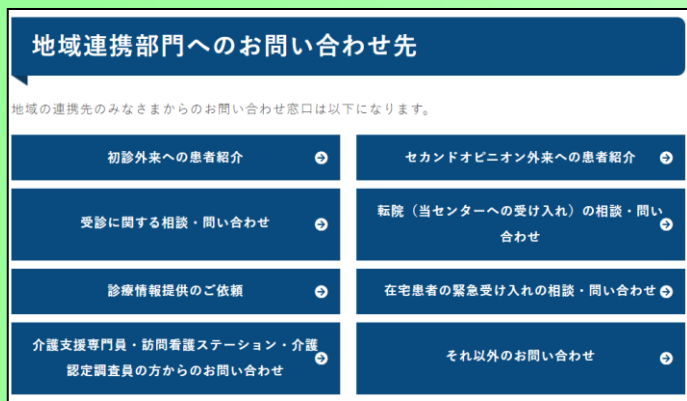 地域連携部門へのお問い合わせ先
地域の連携先のみなさまからのお問い合わせ窓口は以下になります。
初診外来への患者紹介
セカンドオピニオン外来への患者紹介
受診に関する相談・問い合わせ
転院（当センターへの受け入れ）の相談・問い
合わせ
診療情報提供のご依頼
在宅患者の緊急受け入れの相談・問い合わせ
介護支援専門員・訪問看護ステーション・介護
認定調査員の方からのお問い合わせ
それ以外のお問い合わせ